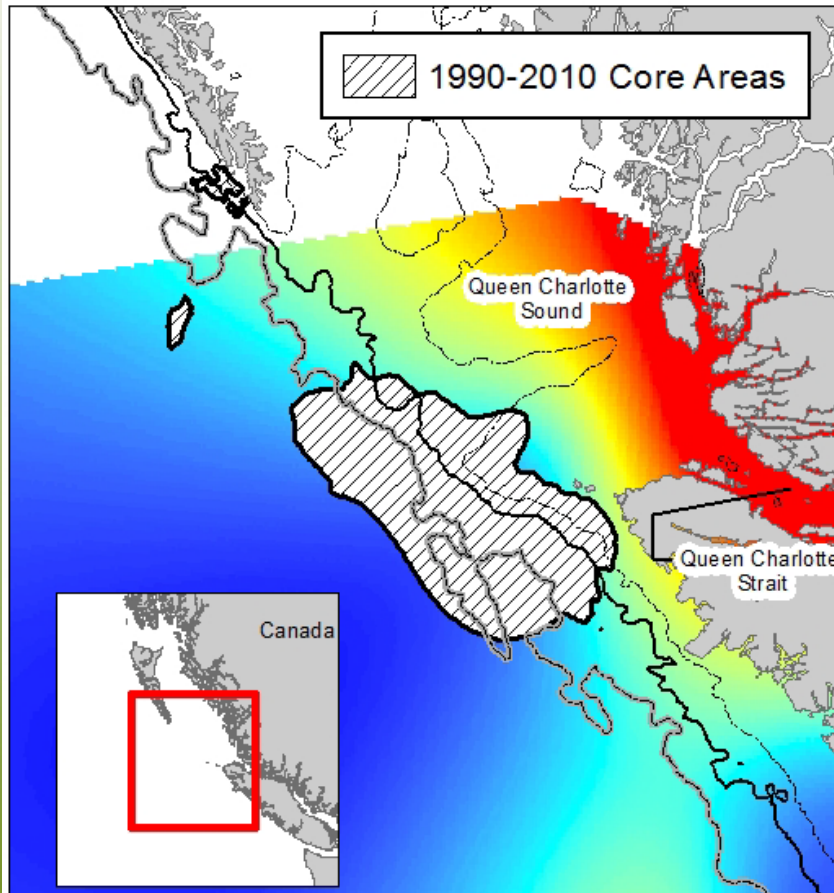 1990-2010 Core Areas
Queen Charlotte
Sound
Queen Charlotte
Strait
Canada